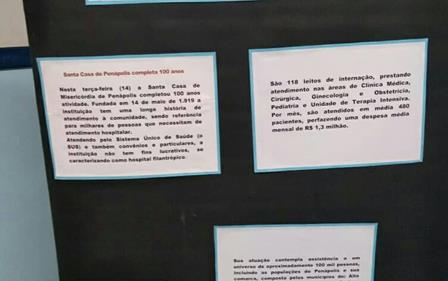 Santa Casa de Penápolis completa 100 anos
Nesta terça-feira (14) a Santa Casa de
Misericórdia de Penápolis completou 100 anos
atividade. Fundada em 14 de maio de 1.919 a
instituição tem uma longa história de
atendimento à comunidade, sendo referência
para milhares de pessoas que necessitam de
atendimento hospitalar.
Atendendo pelo Sistema Único de Saúde (o
SUS) e também convênios e particulares, a
instituição não tem fins lucrativos, se
caracterizando como hospital filantrópico.
São 118 leitos de internação, prestando
atendimento nas áreas de Clínica Médica,
Cirúrgica, Ginecologia e Obstetrícia,
Pediatria e Unidade de Terapia Intensiva.
Por mês, são atendidos em média 480
pacientes, perfazendo uma despesa média
mensal de R$ 1,3 milhão.
Sua atuação contempla assistência a um
universo de aproximadamente 100 mil pessoas,
incluindo as populações de Penápolis e sua
comarca, composta pelos municípios de: Alto